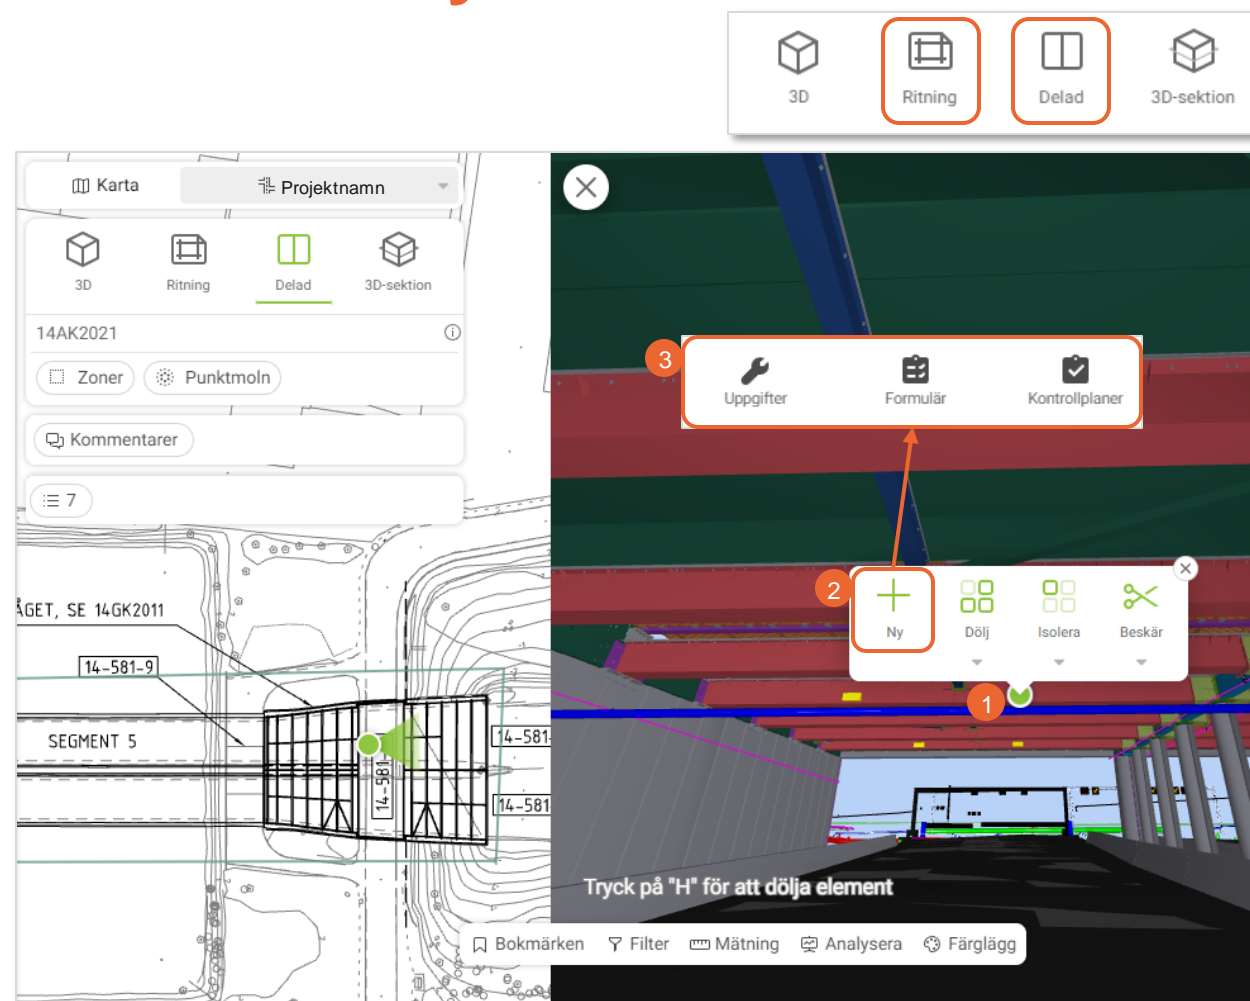 3D
Ritning
Delad
3D-sektion
Karta
Projektnamn
3D
Ritning
Delad
3D-sektion
14AK2021
Zoner
Punktmoln
Kommentarer
7
3
Uppgifter
Formulär
Kontrollplaner
2
Ny
Dölj
Isolera
Beskär
1
ÅGET, SE 14GK2011
14-581-9
SEGMENT 5
14-581
14-581-
14-581
Tryck på "H" för att dölja element
Bokmärken
Filter
Mätning
Analysera
Färglägg